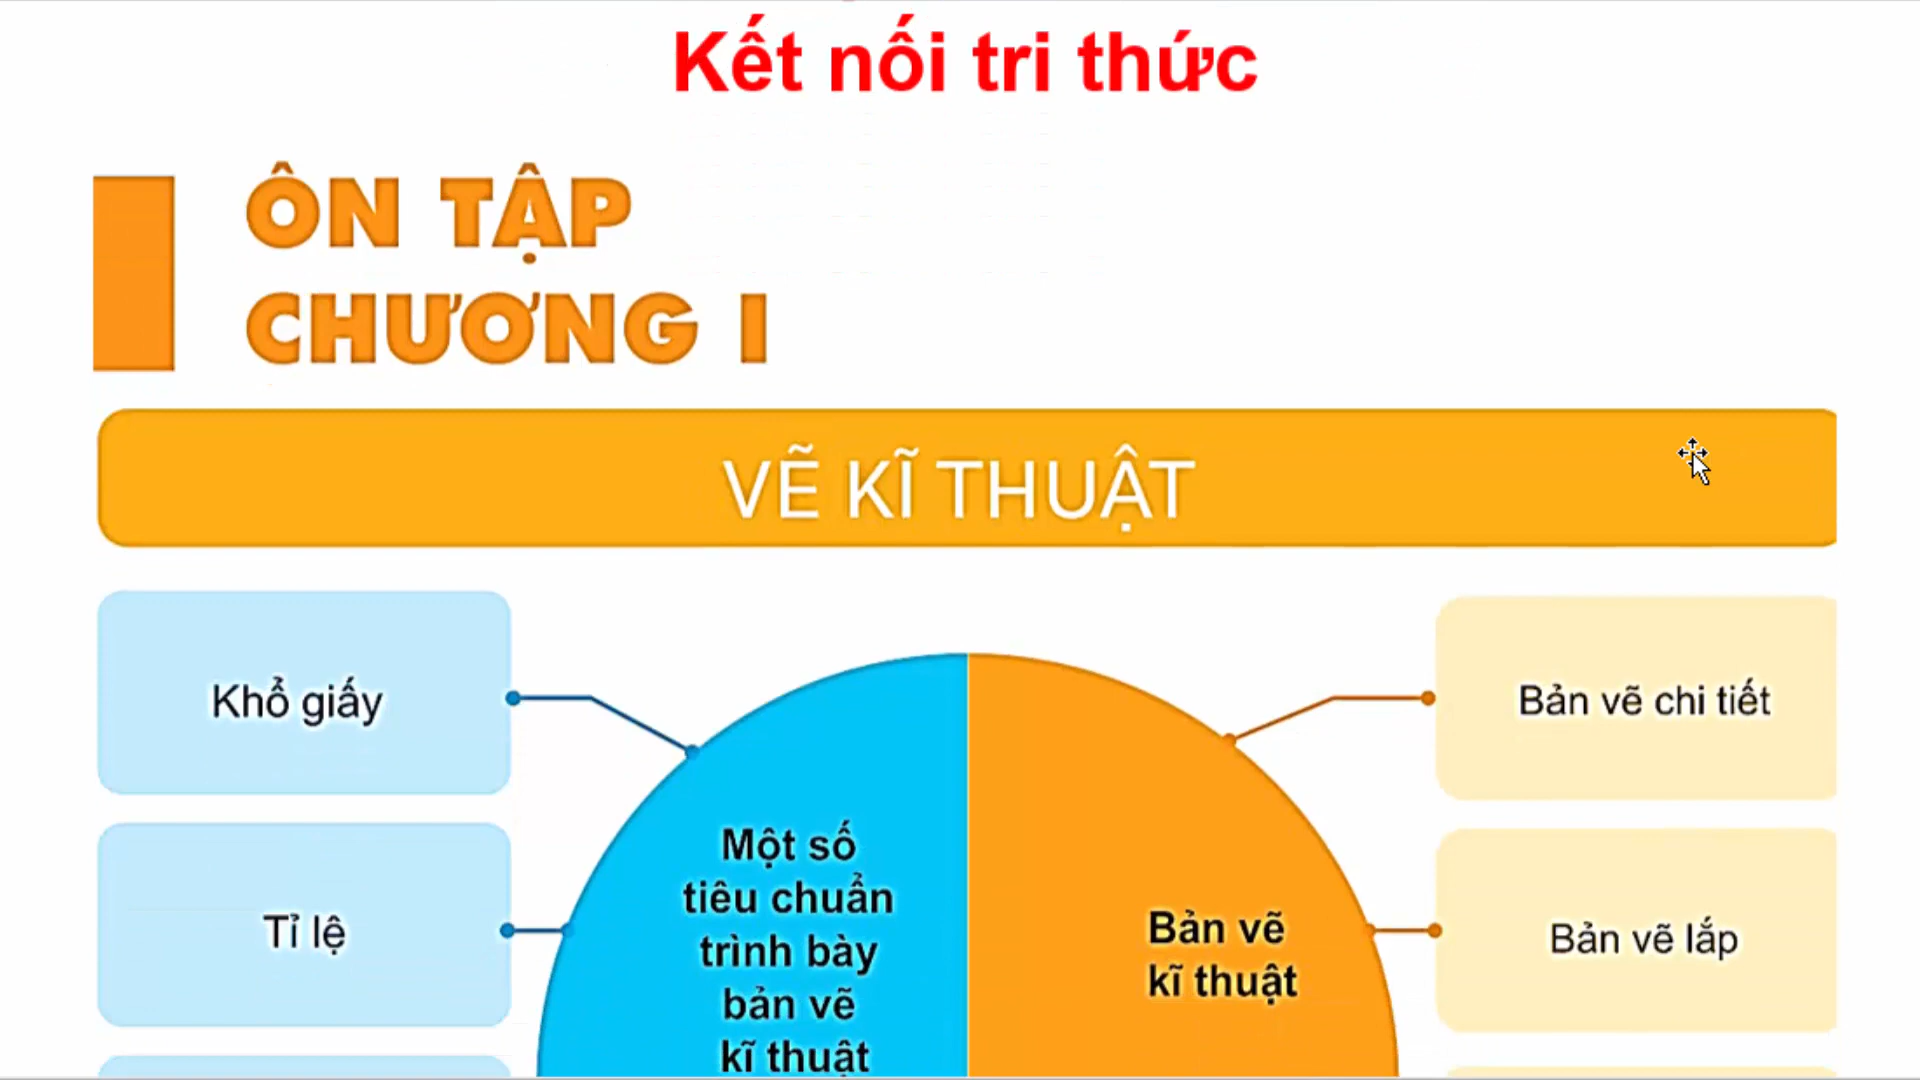 Kết nối tri thức
ÔN TẬP
CHƯƠNG I
VẼ KĨ THUẬT
Khổ giấy
Bản vẽ chi tiết
Một số
tiêu chuẩn
trình bày
bản vẽ
kĩ thuật
Bản vẽ
kĩ thuật
Tỉ lệ
Bản vẽ lắp